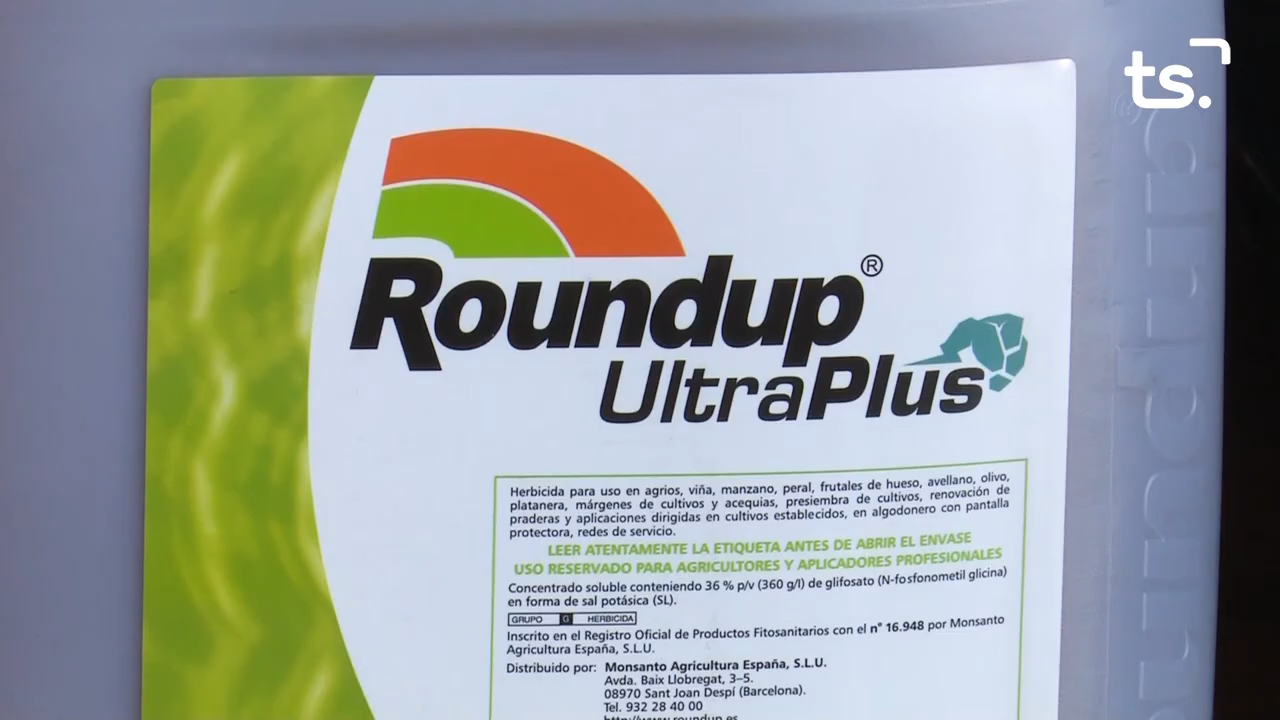 ts.
Roundup®
UltraPlus
Herbicida para uso en agrios, viña, manzano, peral, frutales de hueso, avellano, olivo,
platanera, márgenes de cultivos y acequias, presiembra de cultivos, renovación de
praderas y aplicaciones dirigidas en cultivos establecidos, en algodonero con pantalla
protectora, redes de servicio.
LEER ATENTAMENTE LA ETIQUETA ANTES DE ABRIR EL ENVASE
USO RESERVADO PARA AGRICULTORES Y APLICADORES PROFESIONALES
Concentrado soluble conteniendo 36 % p/v (360 g/l) de glifosato (N-fosfonometil glicina)
en forma de sal potásica (SL).
GRUPO G HERBICIDA
Inscrito en el Registro Oficial de Productos Fitosanitarios con el n° 16.948 por Monsanto
Agricultura España, S.L.U.
Distribuido por: Monsanto Agricultura España, S.L.U.
Avda. Baix Llobregat, 3–5.
08970 Sant Joan Despí (Barcelona).
Tel. 932 28 40 00
http://www.roundup.es